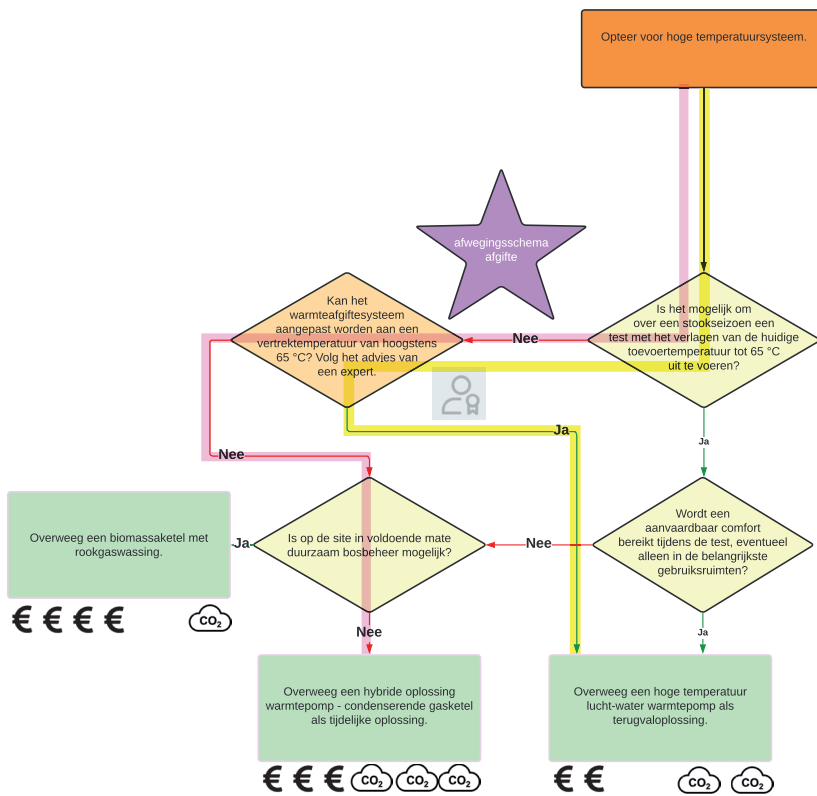 Opteer voor hoge temperatuursysteem.
afwegingsschema
afgifte
Kan het
warmteafgiftesysteem
aangepast worden aan een
vertrektemperatuur van hoogstens
65 °C? Volg het advies van
een expert.
Nee
Is het mogelijk om
over een stookseizoen een
test met het verlagen van de huidige
toevoertemperatuur tot 65 °C
uit te voeren?
Ja
Ja
Nee
Overweeg een biomassaketel met
rookgaswassing.
Ja
Is op de site in voldoende mate
duurzaam bosbeheer mogelijk?
Nee
Wordt een
aanvaardbaar comfort
bereikt tijdens de test, eventueel
alleen in de belangrijkste
gebruiksruimten?
€ € € €
CO₂
Nee
Ja
Overweeg een hybride oplossing
warmtepomp - condenserende gasketel
als tijdelijke oplossing.
Overweeg een hoge temperatuur
lucht-water warmtepomp als
terugvaloplossing.
€ € € CO₂ CO₂ CO₂
€ € CO₂ CO₂